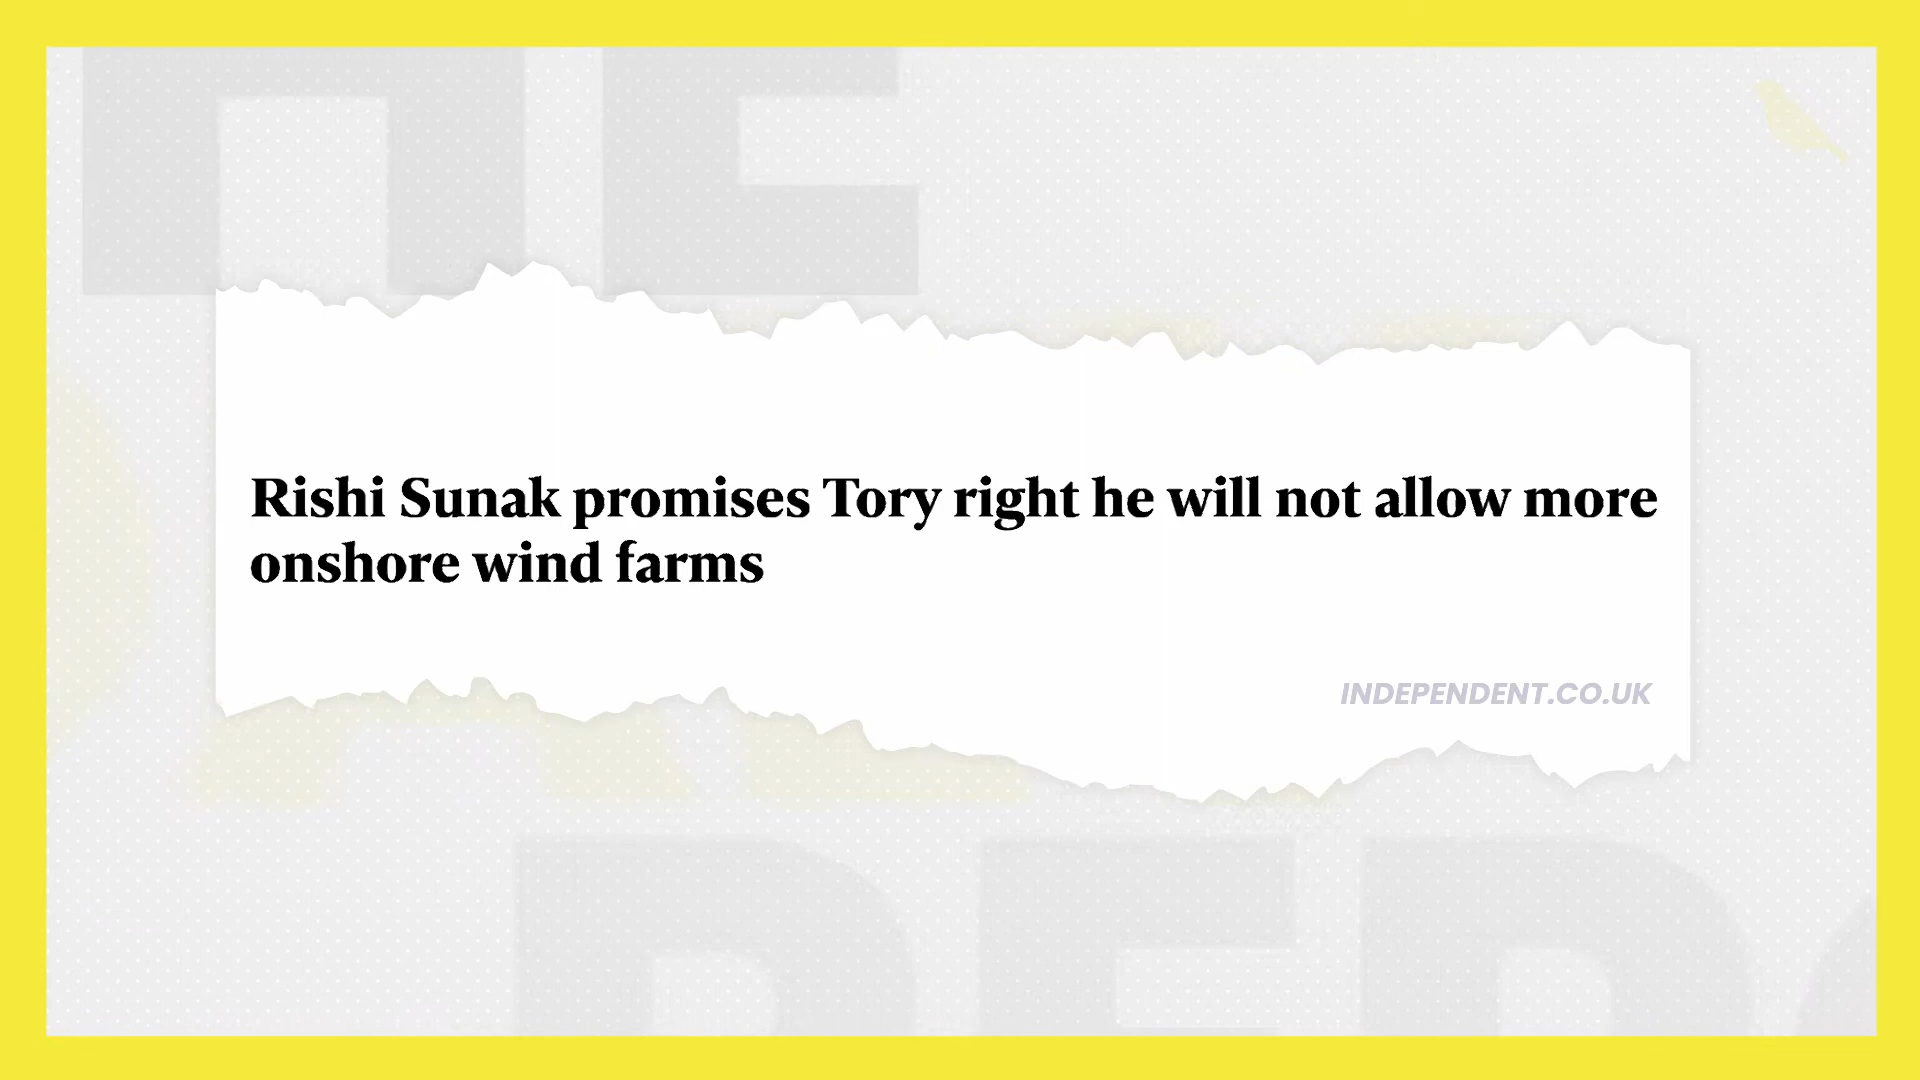 Rishi Sunak promises Tory right he will not allow more
onshore wind farms
INDEPENDENT.CO.UK